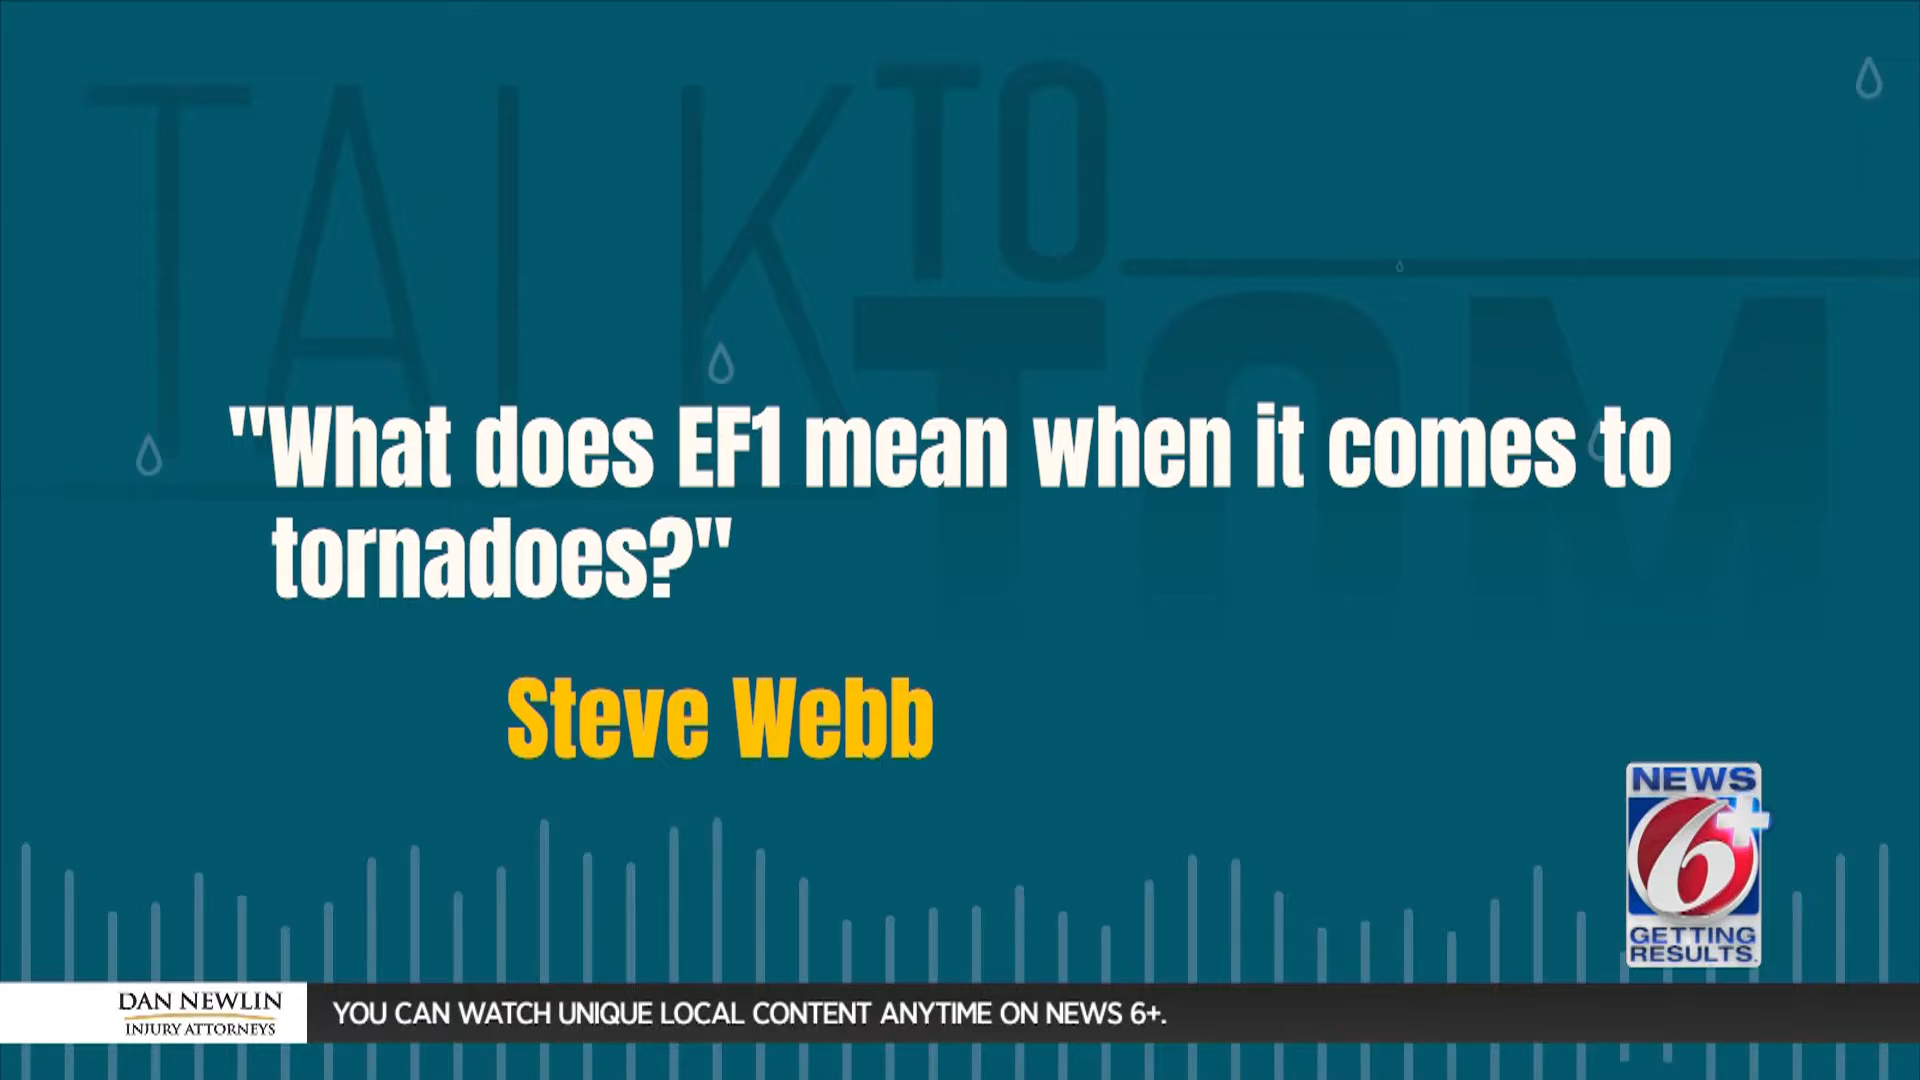 TALK TO
TOM
"What does EF1 mean when it comes to
tornadoes?"
Steve Webb
NEWS
6+
GETTING
RESULTS.
DAN NEWLIN
INJURY ATTORNEYS
YOU CAN WATCH UNIQUE LOCAL CONTENT ANYTIME ON NEWS 6+.